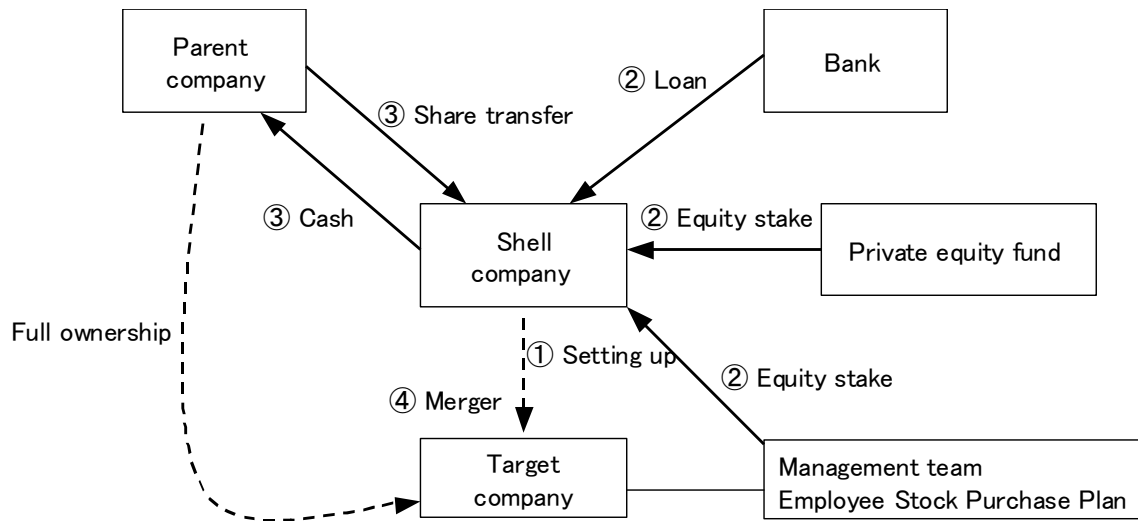 Parent
company
Bank
② Loan
③ Share transfer
③ Cash
Shell
company
② Equity stake
Private equity fund
Full ownership
① Setting up
② Equity stake
④ Merger
Target
company
Management team
Employee Stock Purchase Plan